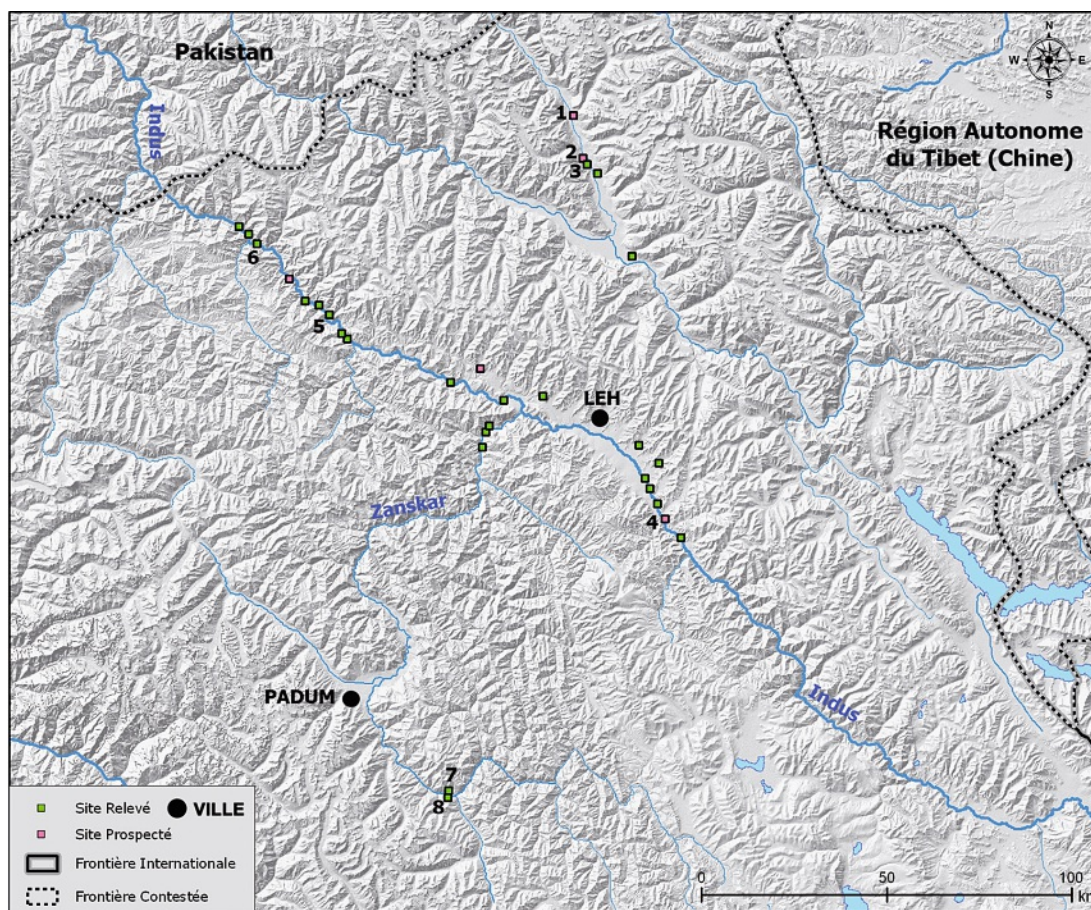 Pakistan
N
W
E
S
Indus
1
Région Autonome
du Tibet (Chine)
2
3
6
5
LEH
Zanskar
4
PADUM
Indus
7
8
Site Relevé
VILLE
Site Prospecté
Frontière Internationale
Frontière Contestée
0
50
100
km